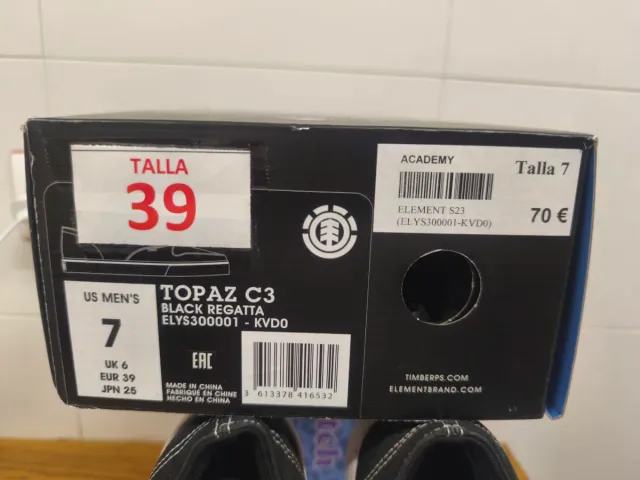 TALLA
39
ACADEMY
Talla 7
ELEMENT S23
(ELYS300001-KVD0)
70 €
US MEN'S
7
UK 6
EUR 39
JPN 25
TOPAZ C3
BLACK REGATTA
ELYS300001 - KVD0
EAC
MADE IN CHINA
FABRIQUÉ EN CHINE
HECHO EN CHINA
3 613378 416532
TIMBERPS.COM
ELEMENTBRAND.COM
tch